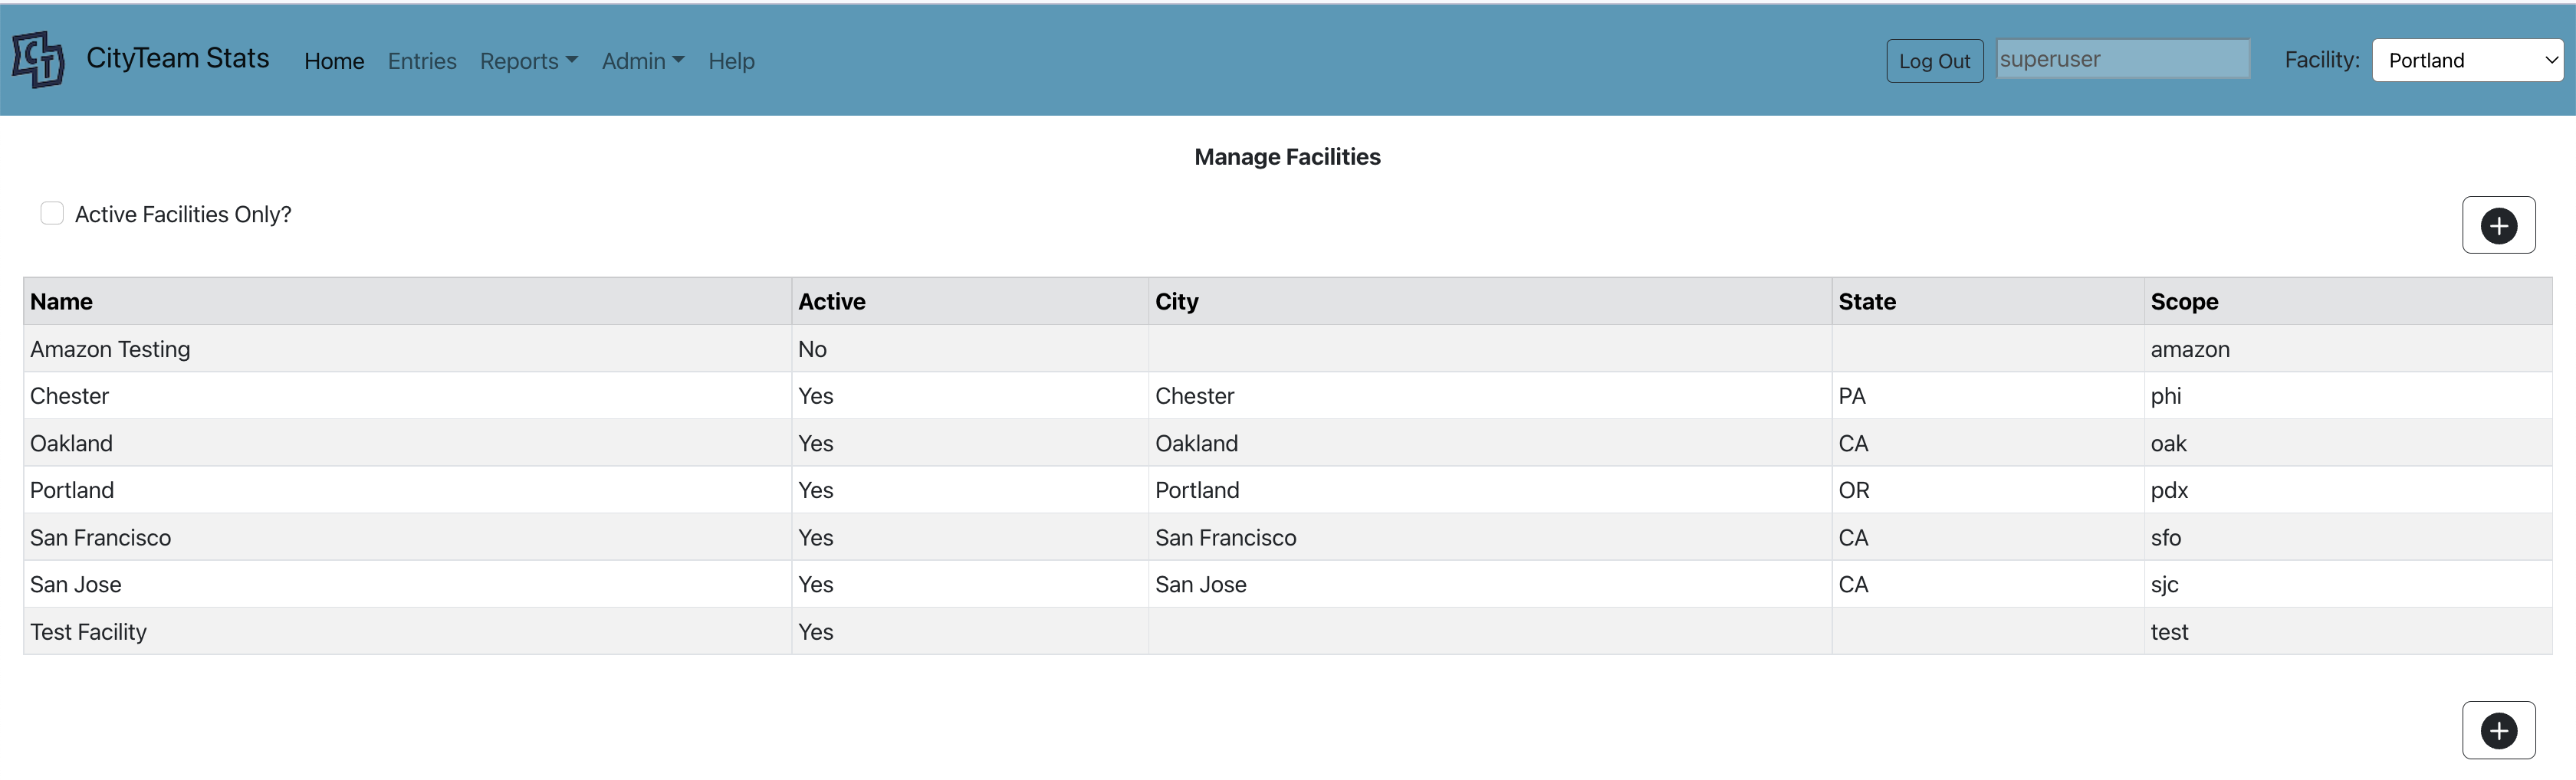 CT CityTeam Stats Home Entries Reports Admin Help Log Out superuser Facility: Portland
Manage Facilities
Active Facilities Only?
Name Active City State Scope
Amazon Testing No amazon
Chester Yes Chester PA phi
Oakland Yes Oakland CA oak
Portland Yes Portland OR pdx
San Francisco Yes San Francisco CA sfo
San Jose Yes San Jose CA sjc
Test Facility Yes test